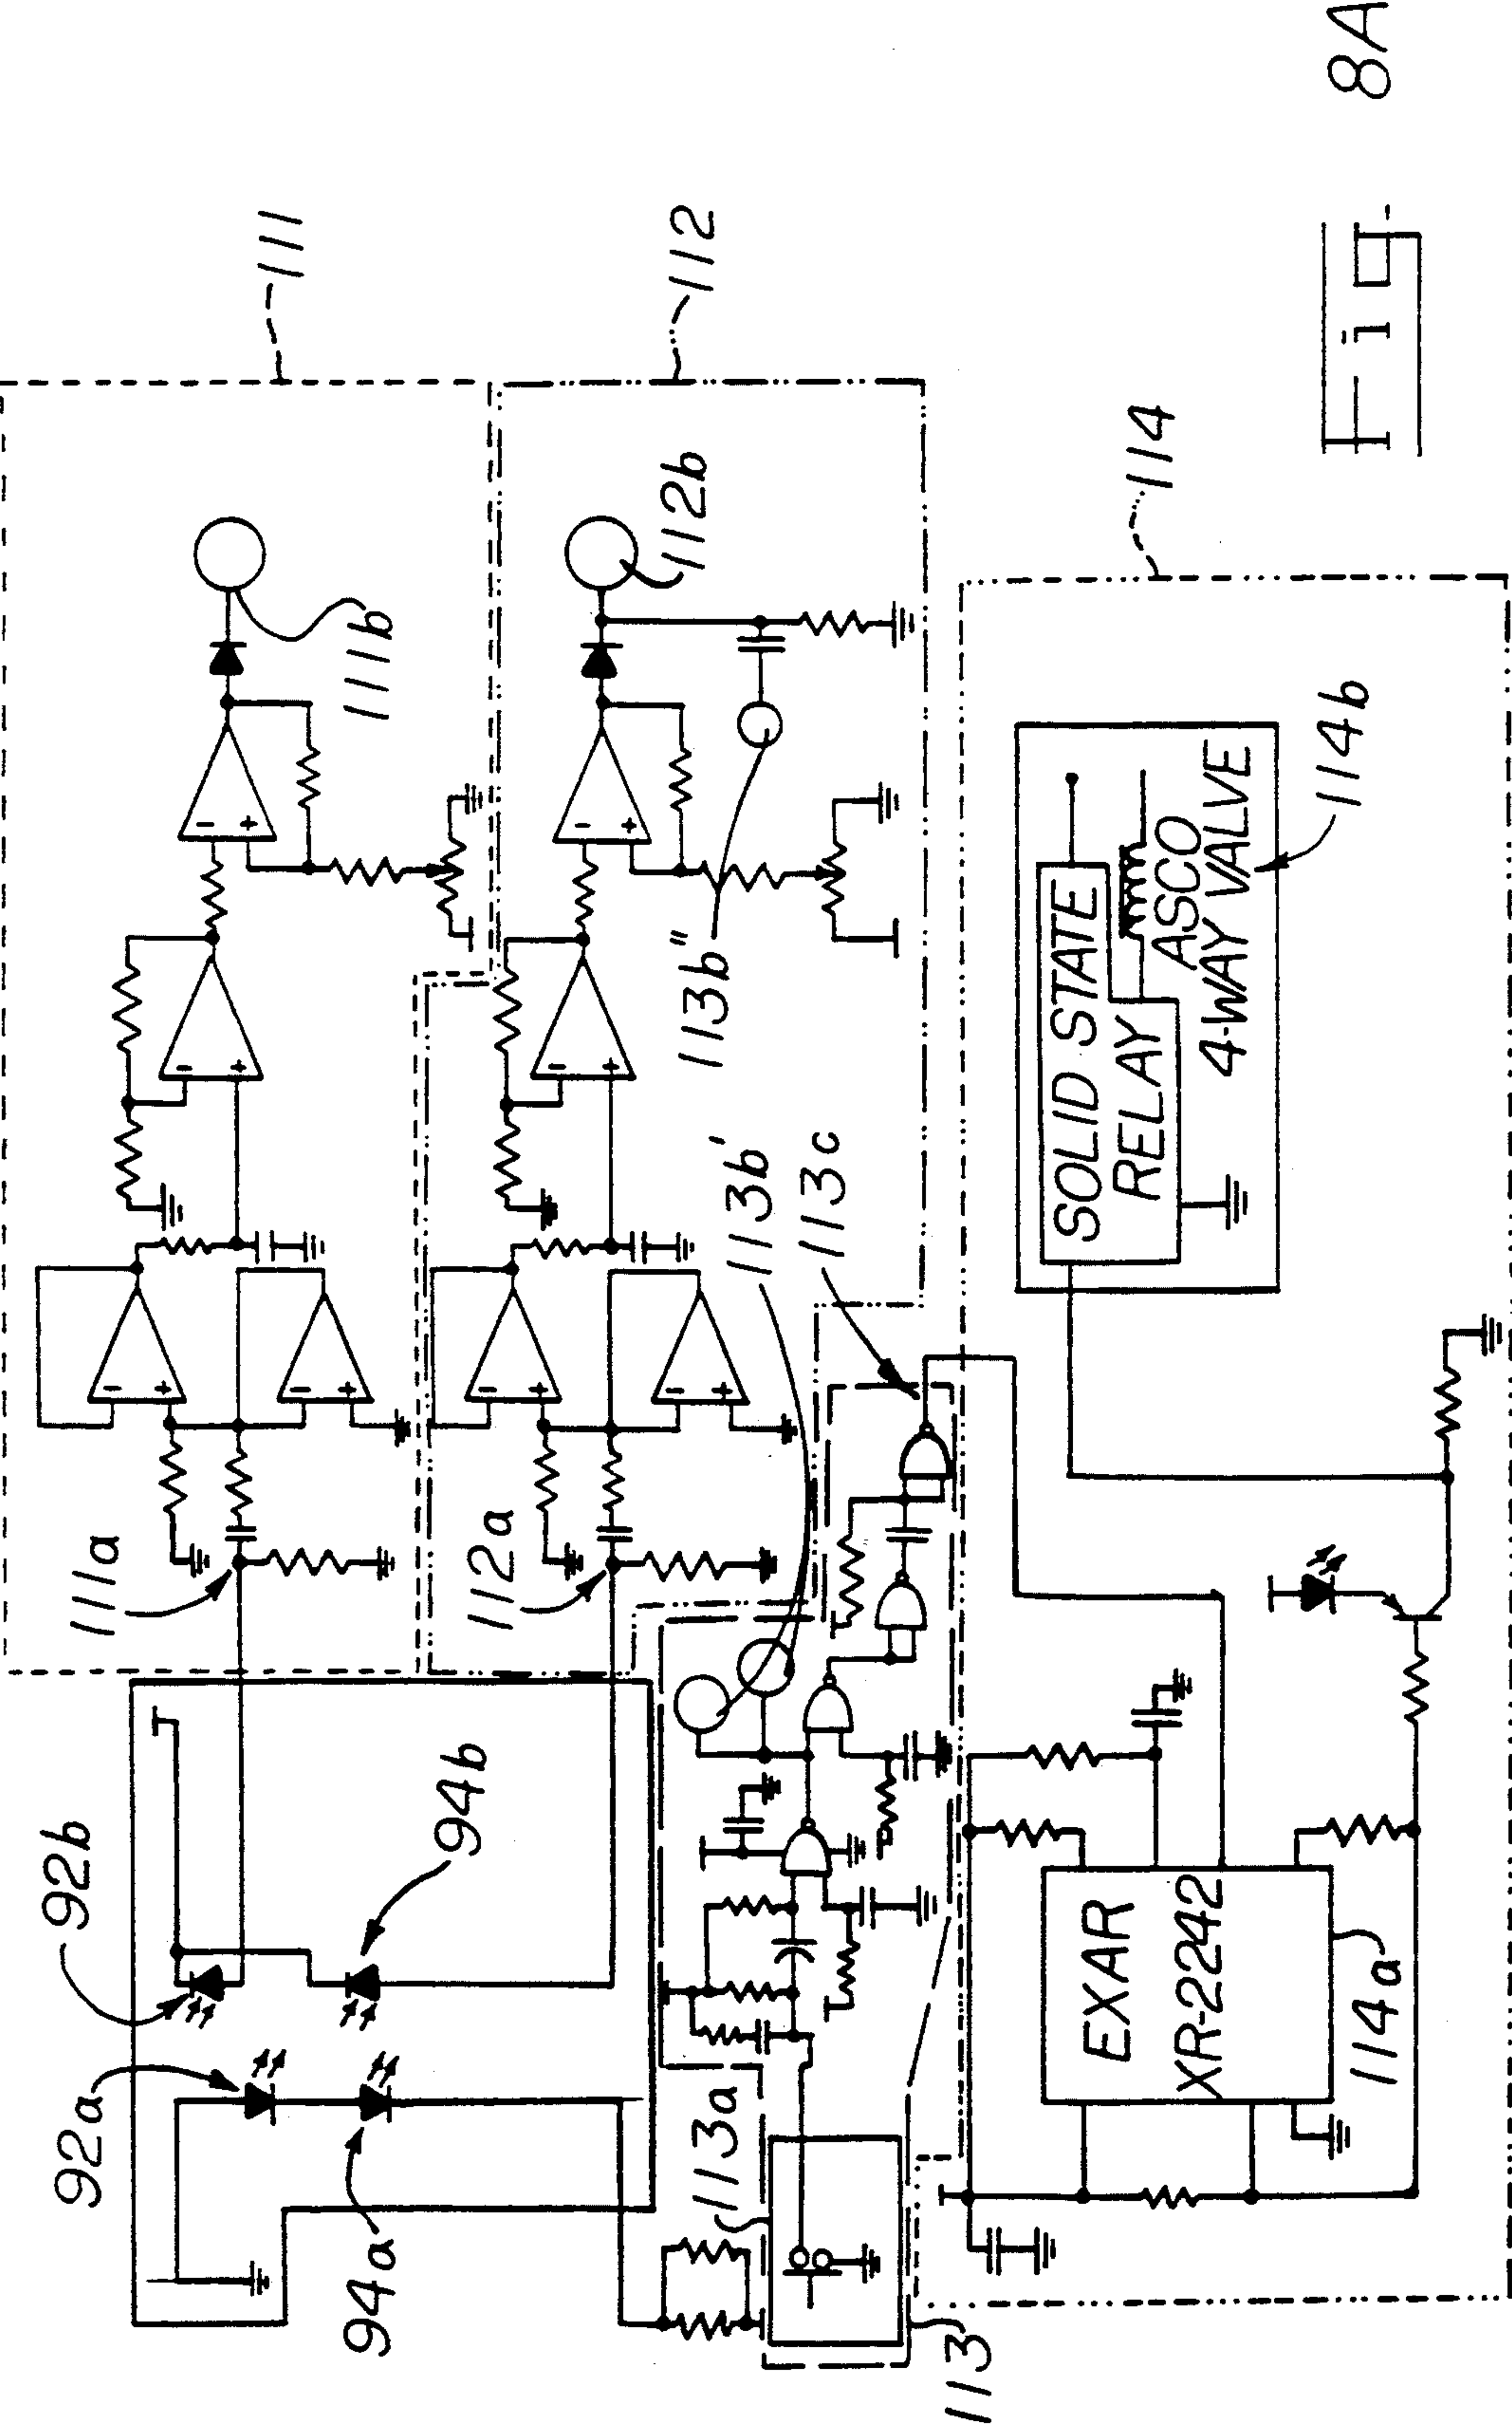 111
112
111b
112b
114
113b"
113b'
113c
111a
112a
SOLID STATE
RELAY
ASCO
4-WAY VALVE
114b
92b
94b
92a
94a
113a
113
EXAR
XR-2242
114a
Fig. 8A